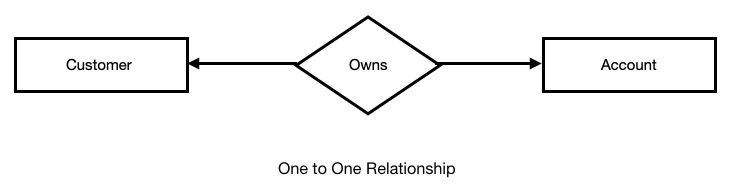 Customer
Owns
Account
One to One Relationship